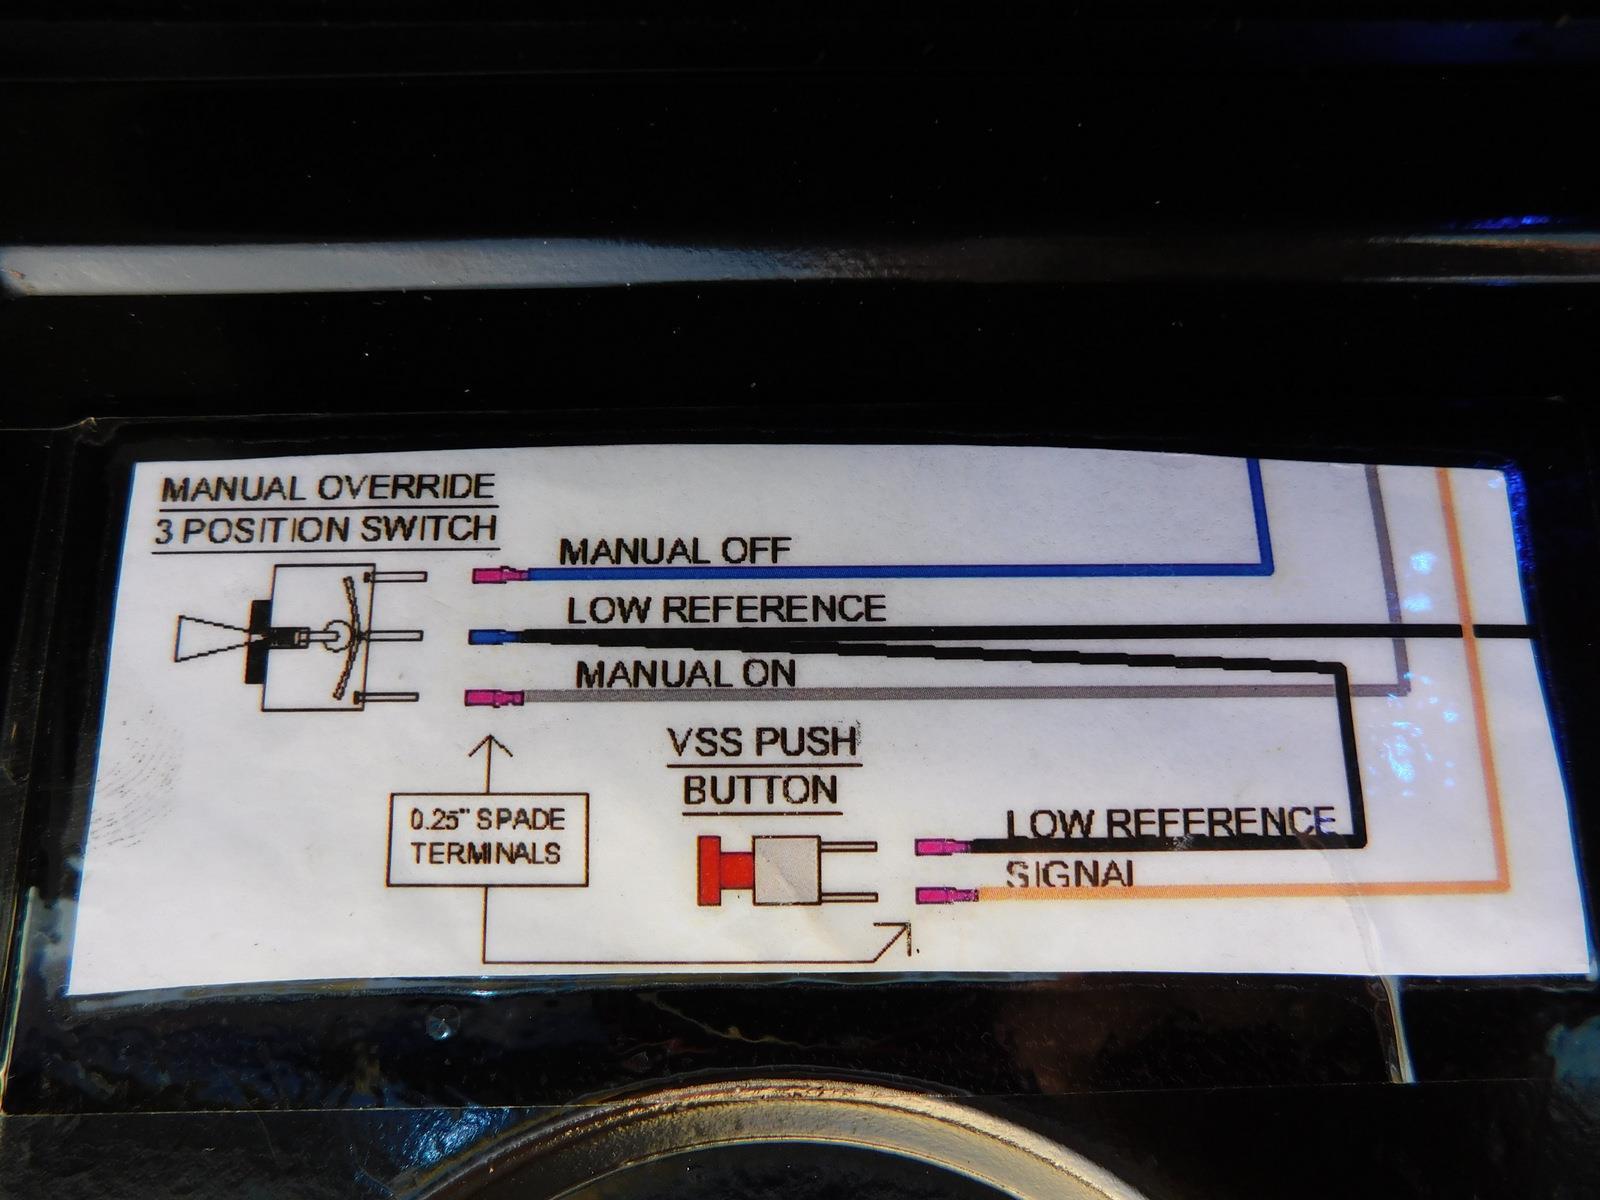 MANUAL OVERRIDE
3 POSITION SWITCH
MANUAL OFF
LOW REFERENCE
MANUAL ON
VSS PUSH
BUTTON
0.25" SPADE
TERMINALS
LOW REFERENCE
SIGNAL